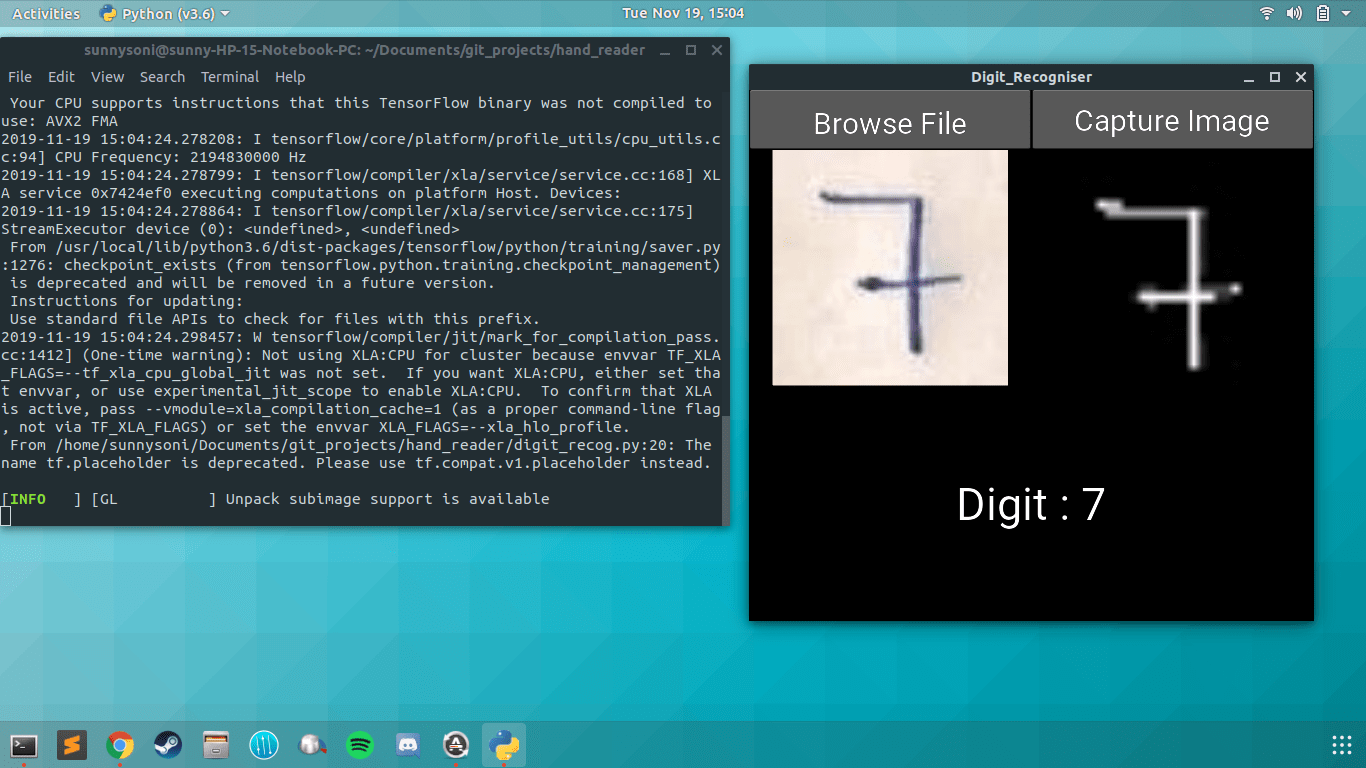 Activities Python (v3.6) Tue Nov 19, 15:04
sunnysoni@sunny-HP-15-Notebook-PC: ~/Documents/git_projects/hand_reader
File Edit View Search Terminal Help
Your CPU supports instructions that this TensorFlow binary was not compiled to
use: AVX2 FMA
2019-11-19 15:04:24.278208: I tensorflow/core/platform/profile_utils/cpu_utils.c
c:94] CPU Frequency: 2194830000 Hz
2019-11-19 15:04:24.278799: I tensorflow/compiler/xla/service/service.cc:168] XL
A service 0x7424ef0 executing computations on platform Host. Devices:
2019-11-19 15:04:24.278864: I tensorflow/compiler/xla/service/service.cc:175]
StreamExecutor device (0): <undefined>, <undefined>
From /usr/local/lib/python3.6/dist-packages/tensorflow/python/training/saver.py
:1276: checkpoint_exists (from tensorflow.python.training.checkpoint_management)
is deprecated and will be removed in a future version.
Instructions for updating:
Use standard file APIs to check for files with this prefix.
2019-11-19 15:04:24.298457: W tensorflow/compiler/jit/mark_for_compilation_pass.
cc:1412] (One-time warning): Not using XLA:CPU for cluster because envvar TF_XLA
_FLAGS=--tf_xla_cpu_global_jit was not set.  If you want XLA:CPU, either set tha
t envvar, or use experimental_jit_scope to enable XLA:CPU.  To confirm that XLA
is active, pass --vmodule=xla_compilation_cache=1 (as a proper command-line flag
, not via TF_XLA_FLAGS) or set the envvar XLA_FLAGS=--xla_hlo_profile.
From /home/sunnysoni/Documents/git_projects/hand_reader/digit_recog.py:20: The
name tf.placeholder is deprecated. Please use tf.compat.v1.placeholder instead.
[INFO   ] [GL          ] Unpack subimage support is available
Digit_Recogniser
Browse File Capture Image
7 7
Digit : 7